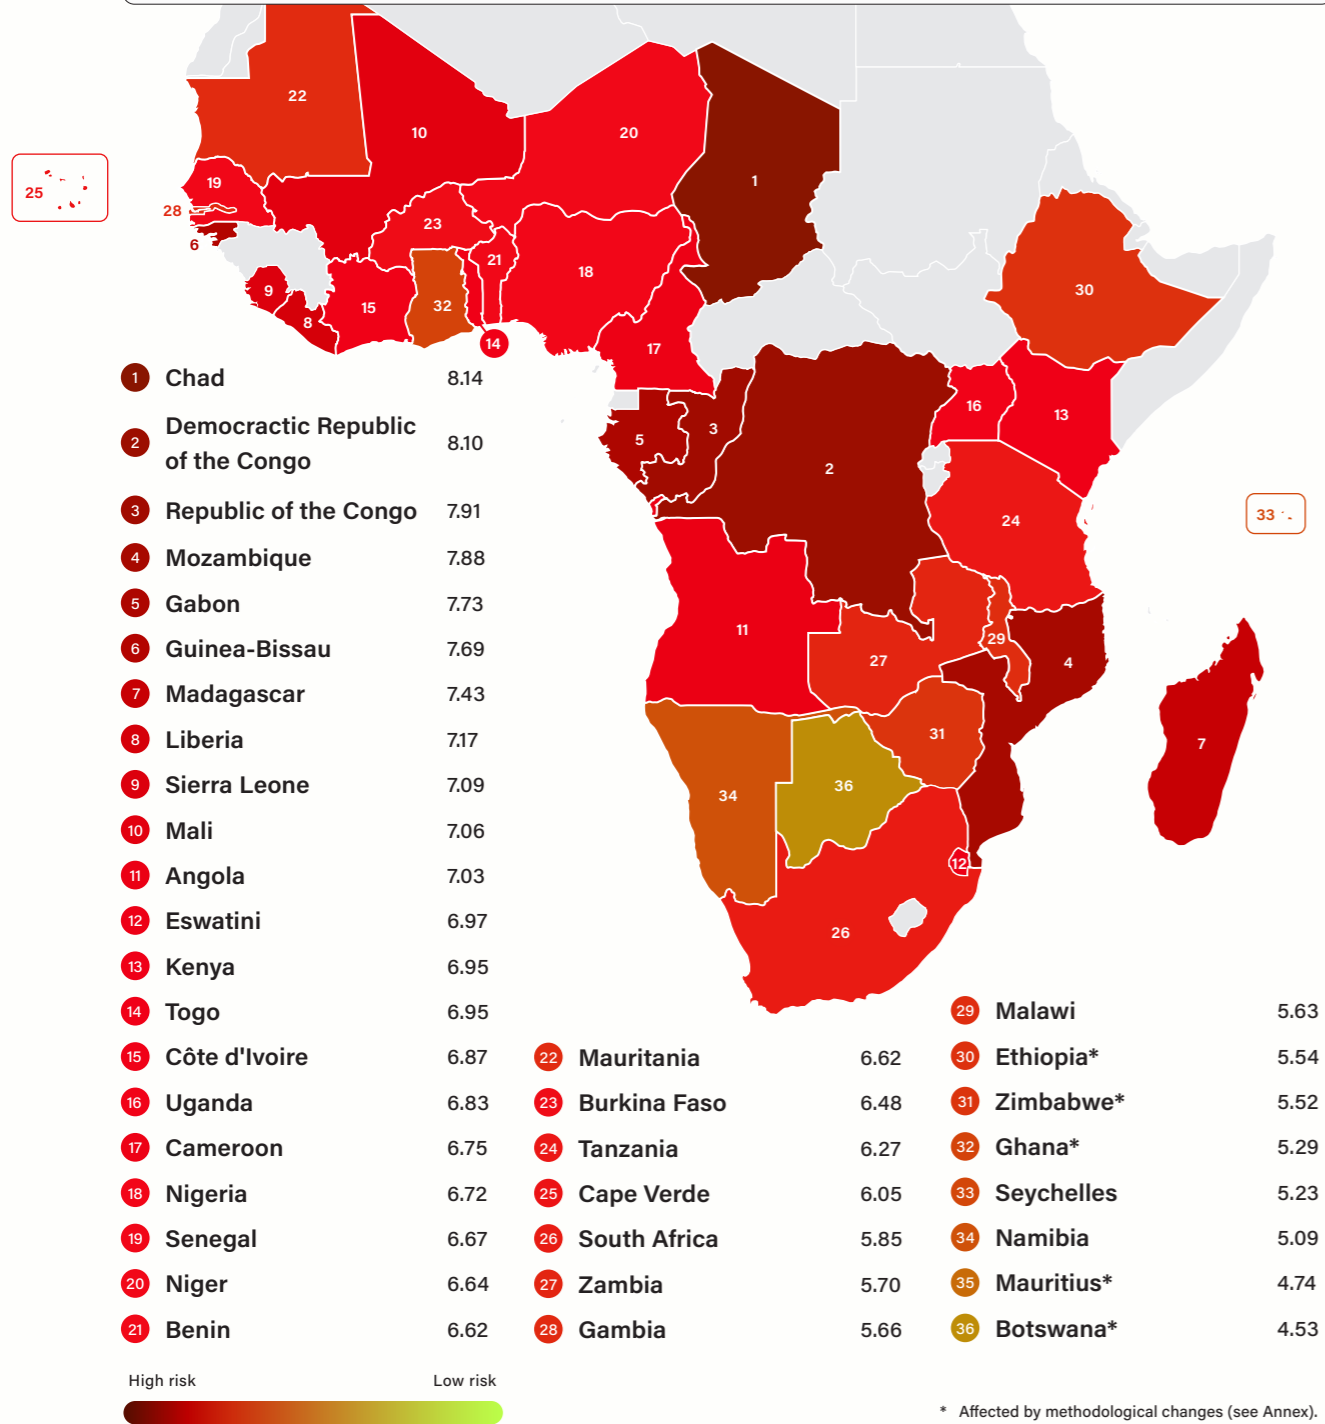 22
10
20
1
19
25
28
23
6
21
18
9
30
15
32
8
14
17
16
13
5
3
2
24
33
11
29
27
4
31
7
34
36
12
26
1 Chad 8.14
2 Democractic Republic
of the Congo 8.10
3 Republic of the Congo 7.91
4 Mozambique 7.88
5 Gabon 7.73
6 Guinea-Bissau 7.69
7 Madagascar 7.43
8 Liberia 7.17
9 Sierra Leone 7.09
10 Mali 7.06
11 Angola 7.03
12 Eswatini 6.97
13 Kenya 6.95
14 Togo 6.95
15 Côte d'Ivoire 6.87
16 Uganda 6.83
17 Cameroon 6.75
18 Nigeria 6.72
19 Senegal 6.67
20 Niger 6.64
21 Benin 6.62
22 Mauritania 6.62
23 Burkina Faso 6.48
24 Tanzania 6.27
25 Cape Verde 6.05
26 South Africa 5.85
27 Zambia 5.70
28 Gambia 5.66
29 Malawi 5.63
30 Ethiopia* 5.54
31 Zimbabwe* 5.52
32 Ghana* 5.29
33 Seychelles 5.23
34 Namibia 5.09
35 Mauritius* 4.74
36 Botswana* 4.53
High risk Low risk
* Affected by methodological changes (see Annex).